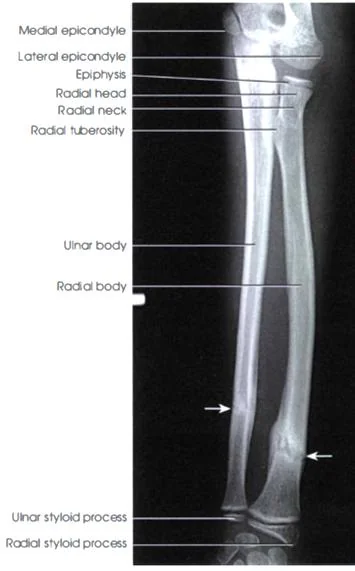 Medial epicondyle
Lateral epicondyle
Epiphysis
Radial head
Radial neck
Radial tuberosity
Ulnar body
Radial body
Ulnar styloid process
Radial styloid process